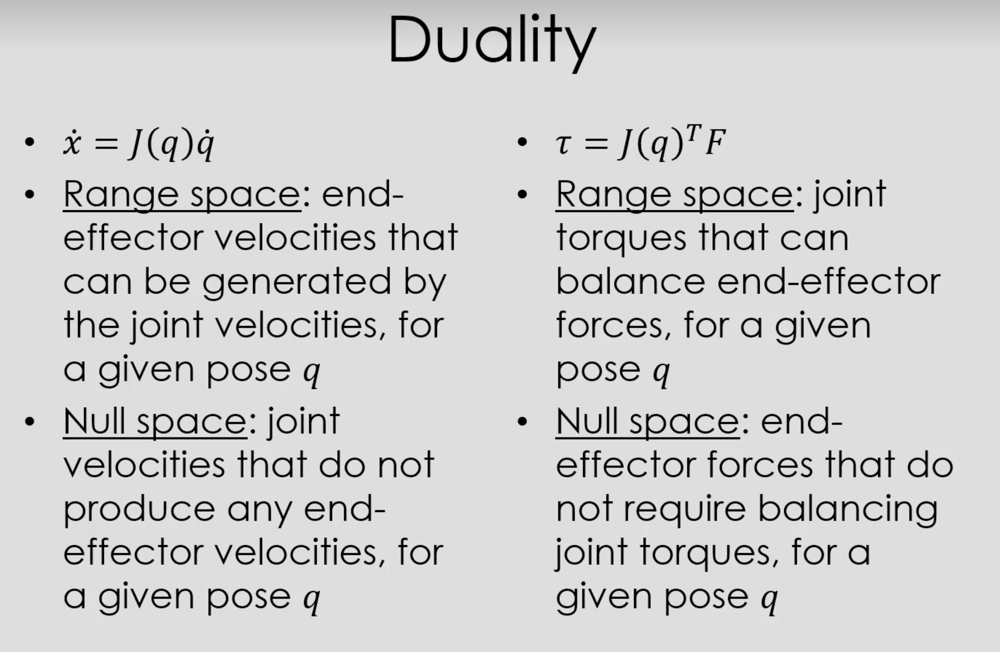 Duality
• ẋ = J(q)q̇
• Range space: end-
effector velocities that
can be generated by
the joint velocities, for
a given pose q
• Null space: joint
velocities that do not
produce any end-
effector velocities, for
a given pose q
• τ = J(q)ᵀF
• Range space: joint
torques that can
balance end-effector
forces, for a given
pose q
• Null space: end-
effector forces that do
not require balancing
joint torques, for a
given pose q